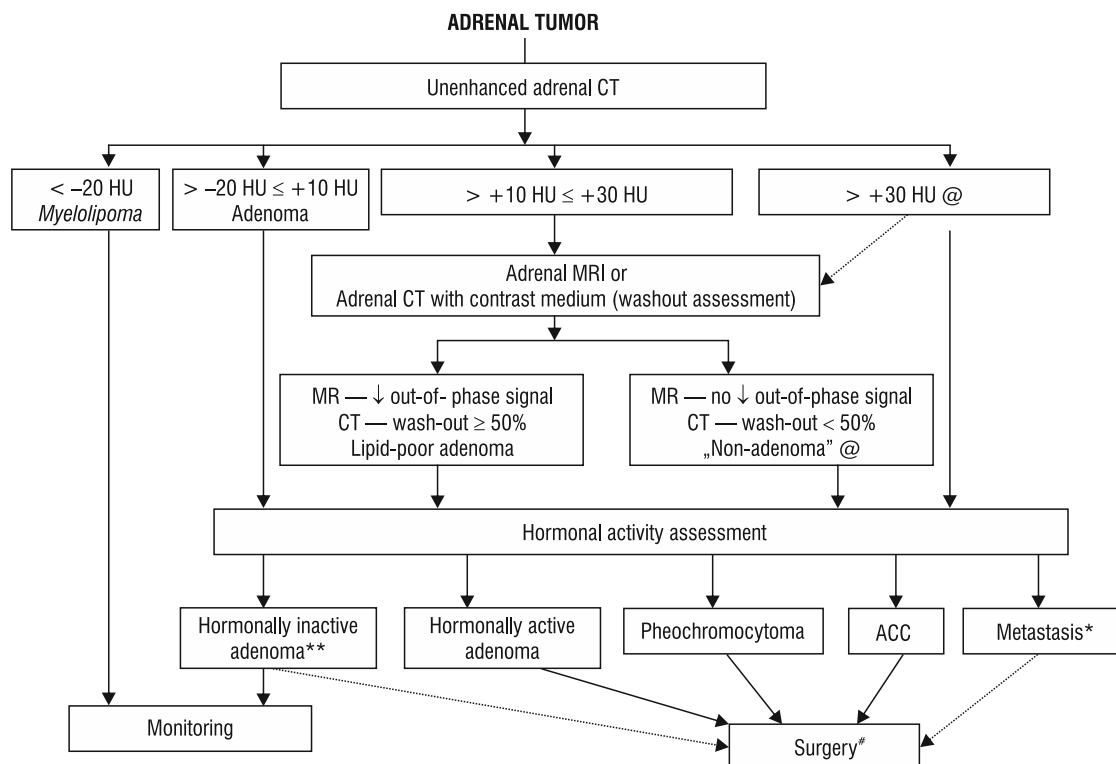 ADRENAL TUMOR
Unenhanced adrenal CT
< –20 HU
Myelolipoma
> –20 HU ≤ +10 HU
Adenoma
> +10 HU ≤ +30 HU
> +30 HU @
Adrenal MRI or
Adrenal CT with contrast medium (washout assessment)
MR — ↓ out-of- phase signal
CT — wash-out ≥ 50%
Lipid-poor adenoma
MR — no ↓ out-of-phase signal
CT — wash-out < 50%
„Non-adenoma” @
Hormonal activity assessment
Hormonally inactive
adenoma**
Hormonally active
adenoma
Pheochromocytoma
ACC
Metastasis*
Monitoring
Surgery#